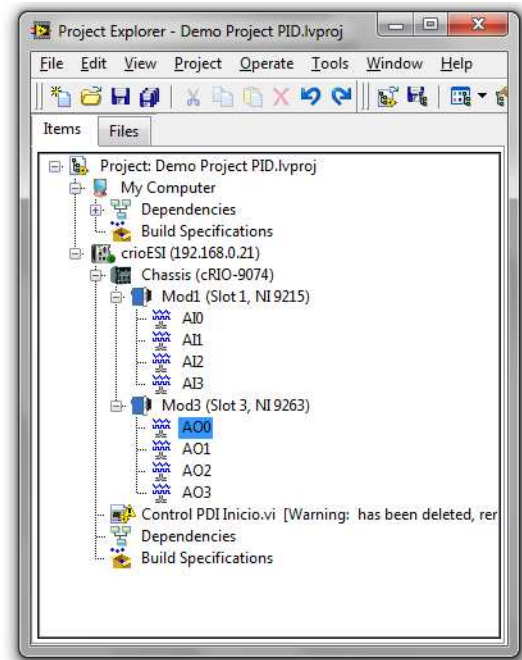 Project Explorer - Demo Project PID.lvproj
File Edit View Project Operate Tools Window Help
Items Files
Project: Demo Project PID.lvproj
My Computer
Dependencies
Build Specifications
crioESI (192.168.0.21)
Chassis (cRIO-9074)
Mod1 (Slot 1, NI 9215)
AI0
AI1
AI2
AI3
Mod3 (Slot 3, NI 9263)
AO0
AO1
AO2
AO3
Control PDI Inicio.vi [Warning: has been deleted, rer
Dependencies
Build Specifications